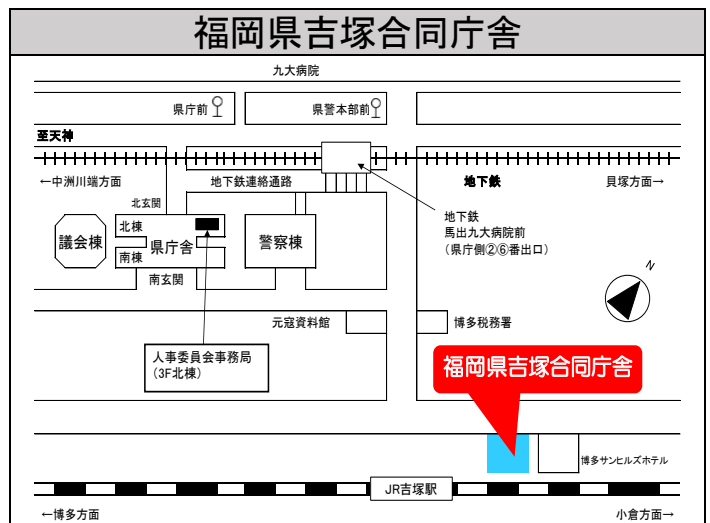 福岡県吉塚合同庁舎
九大病院
県庁前
県警本部前
至天神
←中洲川端方面
地下鉄連絡通路
地下鉄
貝塚方面→
北玄関
地下鉄
馬出九大病院前
(県庁側②⑥番出口)
北棟
議会棟
県庁舎
警察棟
南棟
南玄関
N
元寇資料館
博多税務署
人事委員会事務局
(3F北棟)
福岡県吉塚合同庁舎
博多サンヒルズホテル
JR吉塚駅
←博多方面
小倉方面→